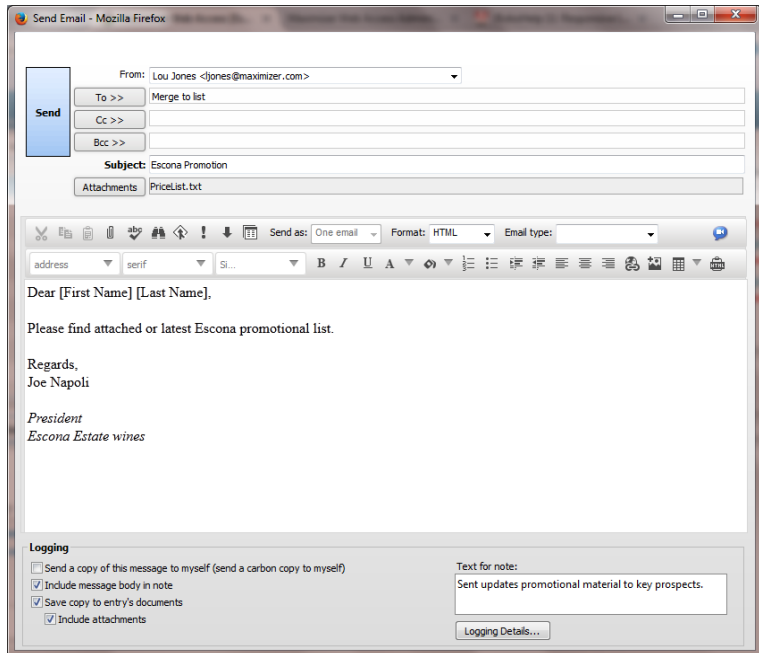 Send Email - Mozilla Firefox
From: Lou Jones <ljones@maximizer.com>
Send
To >> Merge to list
Cc >>
Bcc >>
Subject: Escona Promotion
Attachments PriceList.txt
abc Send as: One email Format: HTML Email type:
address serif Si... B I U A
Dear [First Name] [Last Name],
Please find attached or latest Escona promotional list.
Regards,
Joe Napoli
President
Escona Estate wines
Logging
Send a copy of this message to myself (send a carbon copy to myself)
Include message body in note
Save copy to entry's documents
Include attachments
Text for note:
Sent updates promotional material to key prospects.
Logging Details...